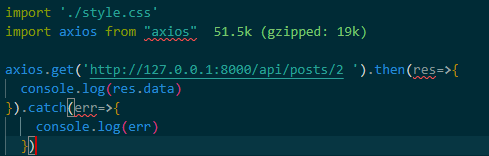 import './style.css'
import axios from "axios"  51.5k (gzipped: 19k)

axios.get('http://127.0.0.1:8000/api/posts/2 ').then(res=>{
  console.log(res.data)
}).catch(err=>{
    console.log(err)
  })